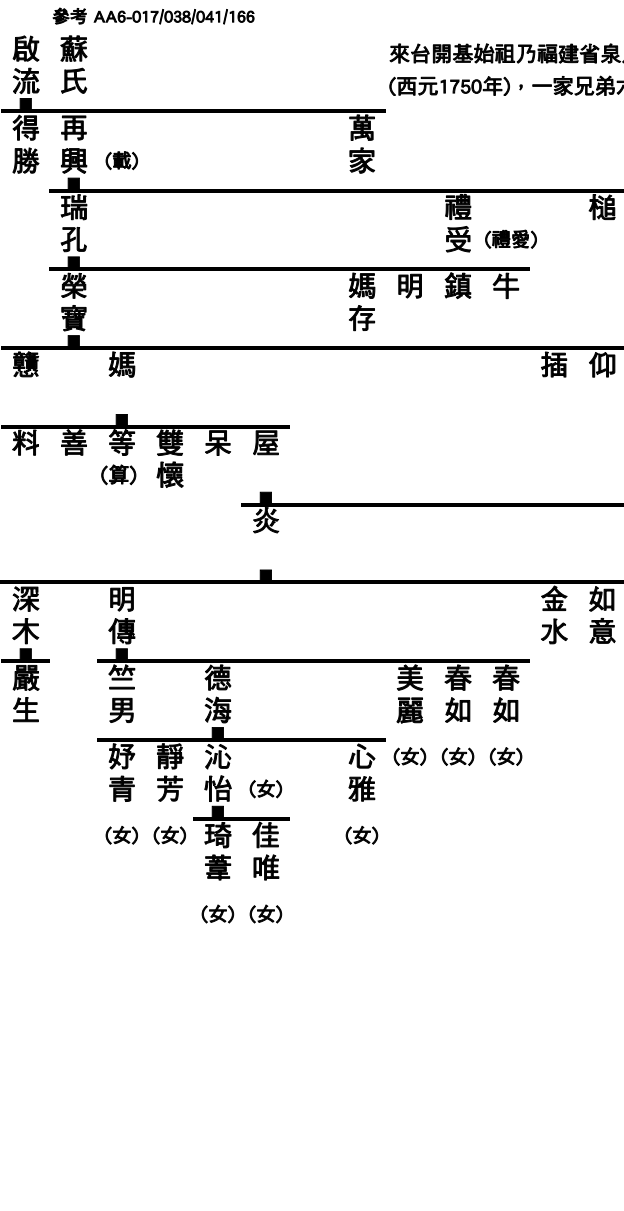 參考 AA6-017/038/041/166
啟流 蘇氏
來台開基始祖乃福建省泉
(西元1750年)，一家兄弟
得勝 再興 (載) 萬家
瑞孔 禮受 (禮愛) 槌
榮寶 媽存 明 鎮 牛
戇 媽 插 仰
料 善 等 (算) 雙懷 呆 屋
炎
深木 明傳 金水 如意
嚴生 竺男 德海 美麗 (女) 春如 (女) 春如 (女)
妤青 (女) 靜芳 (女) 沁怡 (女) 心雅 (女)
琦葦 (女) 佳唯 (女)